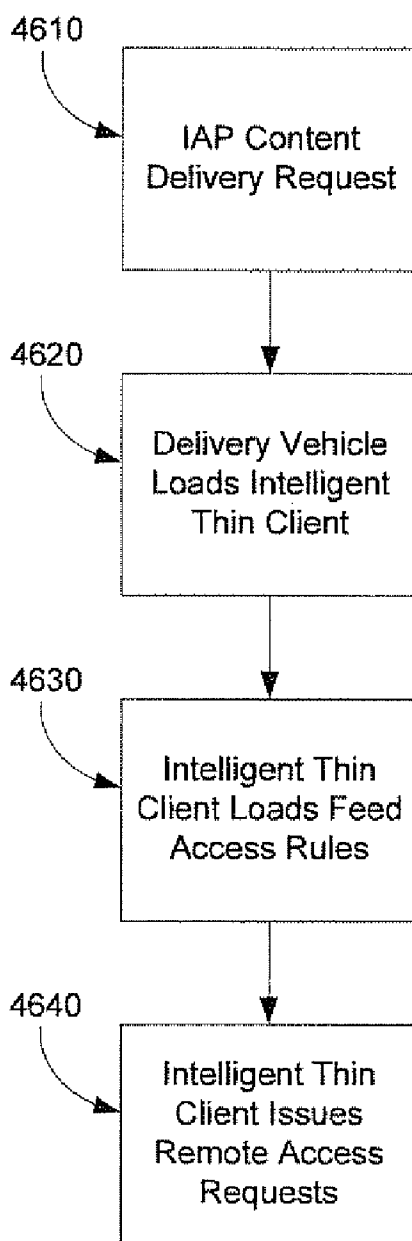 4610
IAP Content
Delivery Request
4620
Delivery Vehicle
Loads Intelligent
Thin Client
4630
Intelligent Thin
Client Loads Feed
Access Rules
4640
Intelligent Thin
Client Issues
Remote Access
Requests